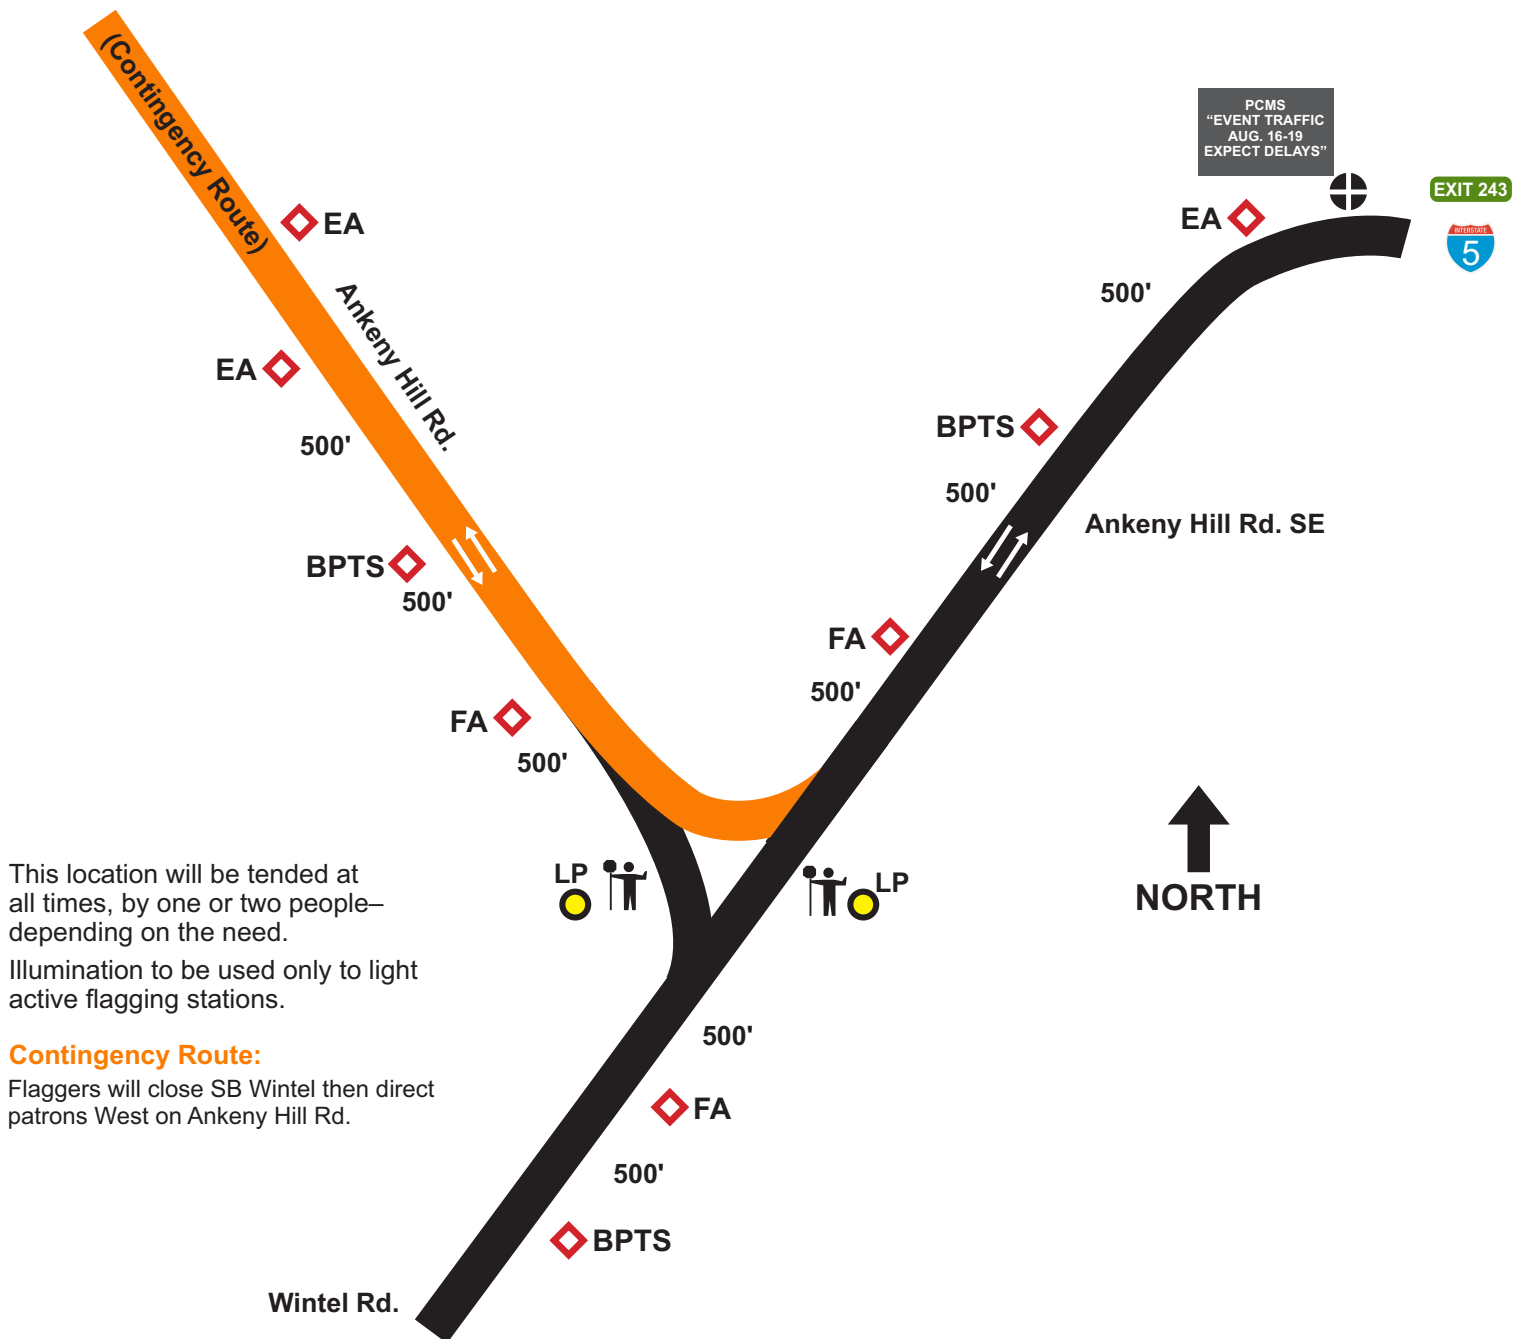 (Contingency Route)
PCMS
“EVENT TRAFFIC
AUG. 16-19
EXPECT DELAYS”
EXIT 243
INTERSTATE
5
EA
EA
500'
Ankeny Hill Rd.
EA
500'
BPTS
500'
Ankeny Hill Rd. SE
BPTS
500'
FA
500'
FA
500'
LP
LP
NORTH
This location will be tended at
all times, by one or two people–
depending on the need.
Illumination to be used only to light
active flagging stations.
500'
Contingency Route:
Flaggers will close SB Wintel then direct
patrons West on Ankeny Hill Rd.
FA
500'
BPTS
Wintel Rd.